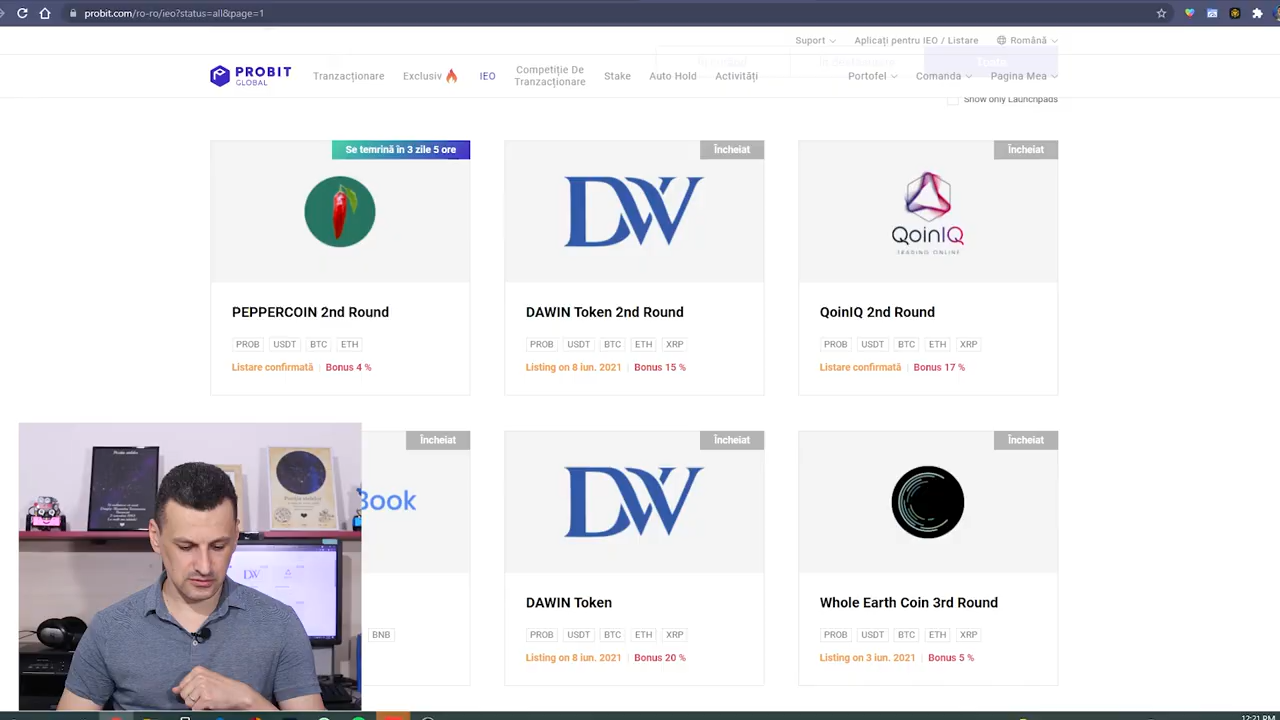 probit.com/ro-ro/ieo?status=all&page=1
Suport
Aplicați pentru IEO / Listare
Română
PROBIT
GLOBAL
Tranzacționare
Exclusiv
IEO
Competiție De
Tranzacționare
Stake
Auto Hold
Activități
Portofel
Comanda
Pagina Mea
Toate
Show only Launchpads
Se temrină în 3 zile 5 ore
Încheiat
Încheiat
DW
QoinIQ
TRADING ONLINE
PEPPERCOIN 2nd Round
DAWIN Token 2nd Round
QoinIQ 2nd Round
PROB USDT BTC ETH
PROB USDT BTC ETH XRP
PROB USDT BTC ETH XRP
Listare confirmată | Bonus 4 %
Listing on 8 iun. 2021 | Bonus 15 %
Listare confirmată | Bonus 17 %
Încheiat
Încheiat
Încheiat
Book
DW
DAWIN Token
Whole Earth Coin 3rd Round
BNB
PROB USDT BTC ETH XRP
PROB USDT BTC ETH XRP
Listing on 8 iun. 2021 | Bonus 20 %
Listing on 3 iun. 2021 | Bonus 5 %
12:21 PM